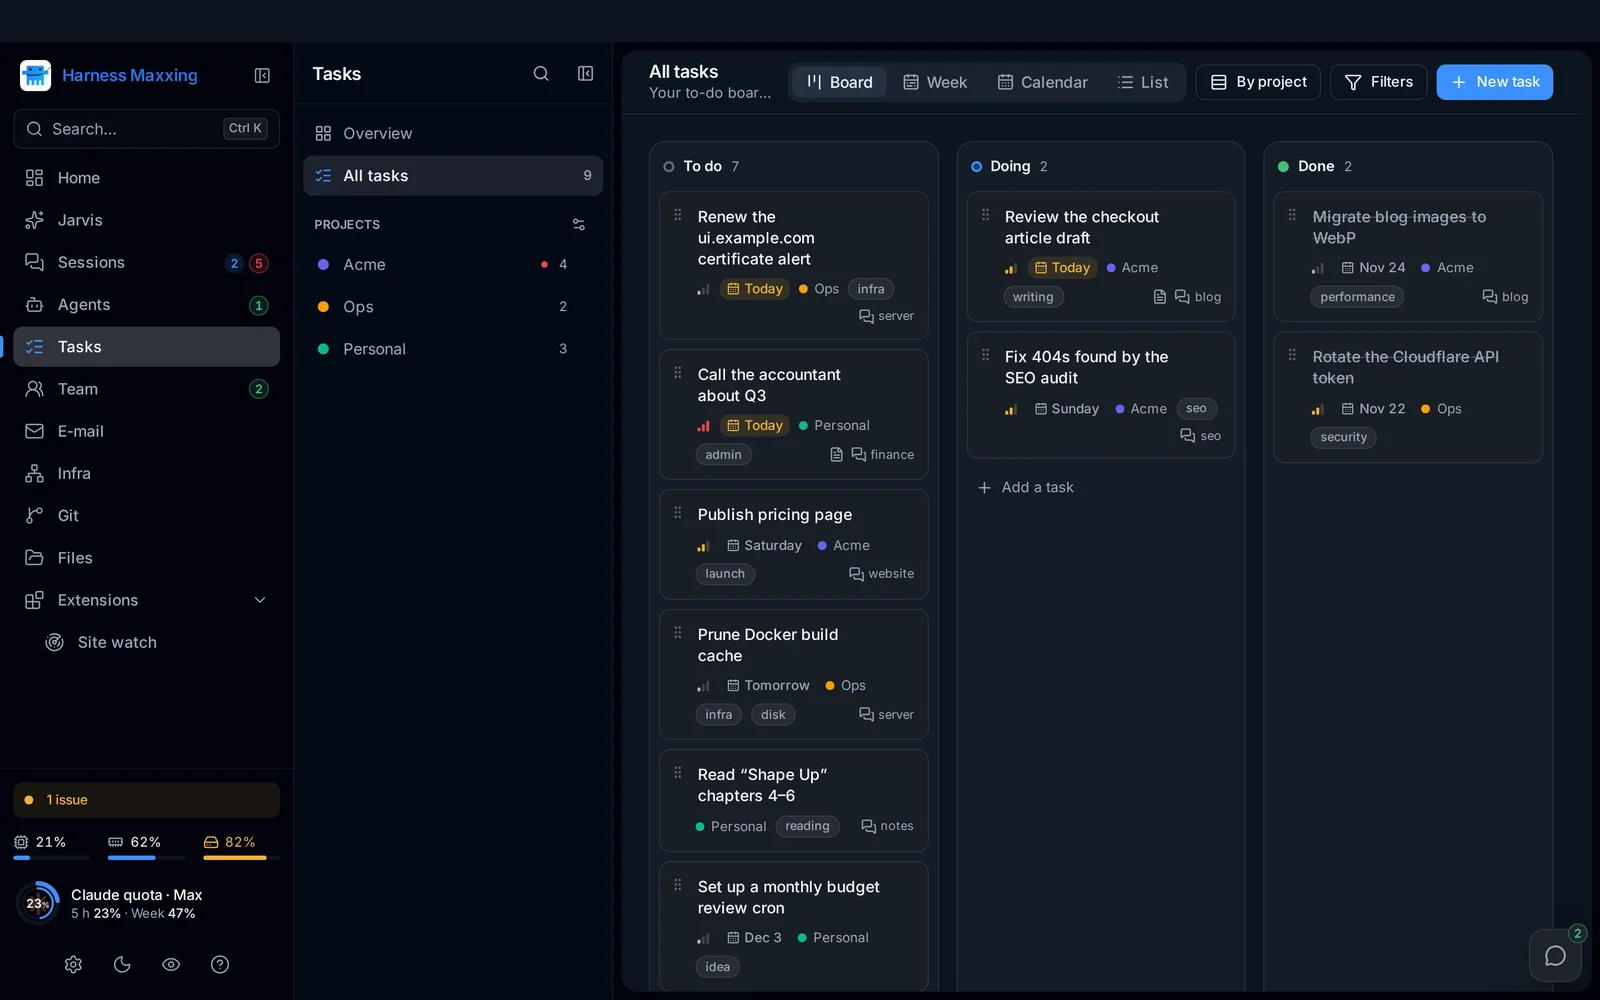 Harness Maxxing
Search...
Ctrl K
Home
Jarvis
Sessions
2
5
Agents
1
Tasks
Team
2
E-mail
Infra
Git
Files
Extensions
Site watch
1 issue
21%
62%
82%
23%
Claude quota · Max
5 h 23% · Week 47%
Tasks
Overview
All tasks
9
PROJECTS
Acme
4
Ops
2
Personal
3
All tasks
Your to-do boar...
Board
Week
Calendar
List
By project
Filters
New task
To do 7
Renew the
ui.example.com
certificate alert
Today
Ops
infra
server
Call the accountant
about Q3
Today
Personal
admin
finance
Publish pricing page
Saturday
Acme
launch
website
Prune Docker build
cache
Tomorrow
Ops
infra
disk
server
Read “Shape Up”
chapters 4–6
Personal
reading
notes
Set up a monthly budget
review cron
Dec 3
Personal
idea
Doing 2
Review the checkout
article draft
Today
Acme
writing
blog
Fix 404s found by the
SEO audit
Sunday
Acme
seo
seo
Add a task
Done 2
Migrate blog images to
WebP
Nov 24
Acme
performance
blog
Rotate the Cloudflare API
token
Nov 22
Ops
security
2